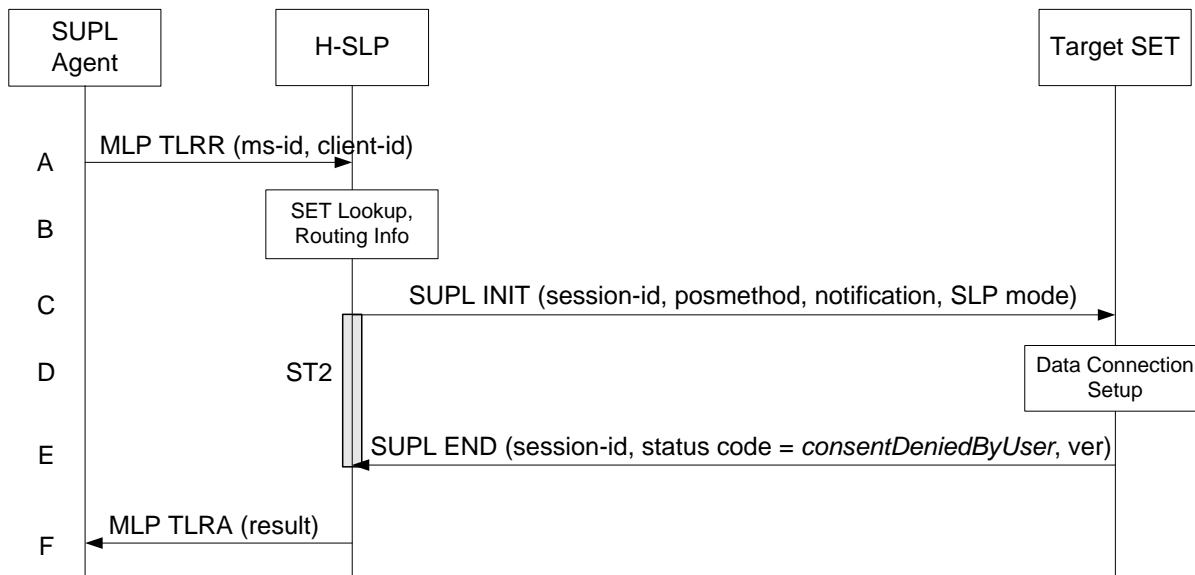 SUPL
Agent
H-SLP
Target SET
A
MLP TLRR (ms-id, client-id)
B
SET Lookup,
Routing Info
C
SUPL INIT (session-id, posmethod, notification, SLP mode)
D
ST2
Data Connection
Setup
E
SUPL END (session-id, status code = consentDeniedByUser, ver)
F
MLP TLRA (result)